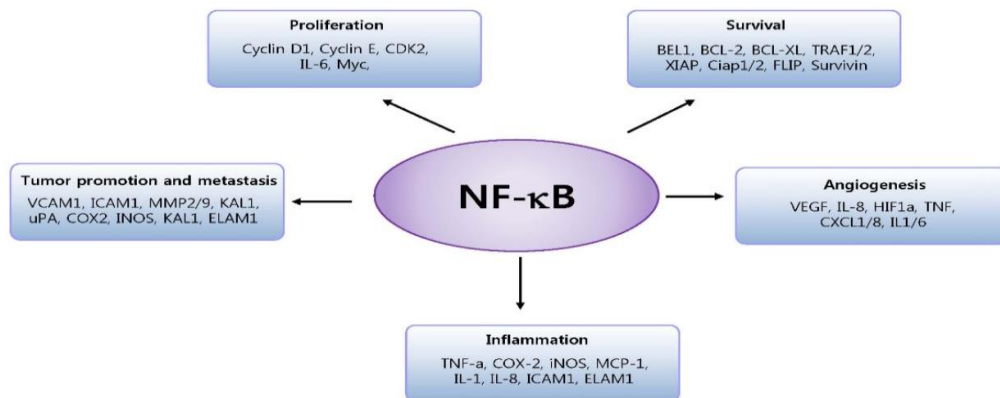 Proliferation
Cyclin D1, Cyclin E, CDK2,
IL-6, Myc,
Survival
BEL1, BCL-2, BCL-XL, TRAF1/2,
XIAP, Ciap1/2, FLIP, Survivin
Tumor promotion and metastasis
VCAM1, ICAM1, MMP2/9, KAL1,
uPA, COX2, INOS, KAL1, ELAM1
NF-κB
Angiogenesis
VEGF, IL-8, HIF1a, TNF,
CXCL1/8, IL1/6
Inflammation
TNF-a, COX-2, iNOS, MCP-1,
IL-1, IL-8, ICAM1, ELAM1